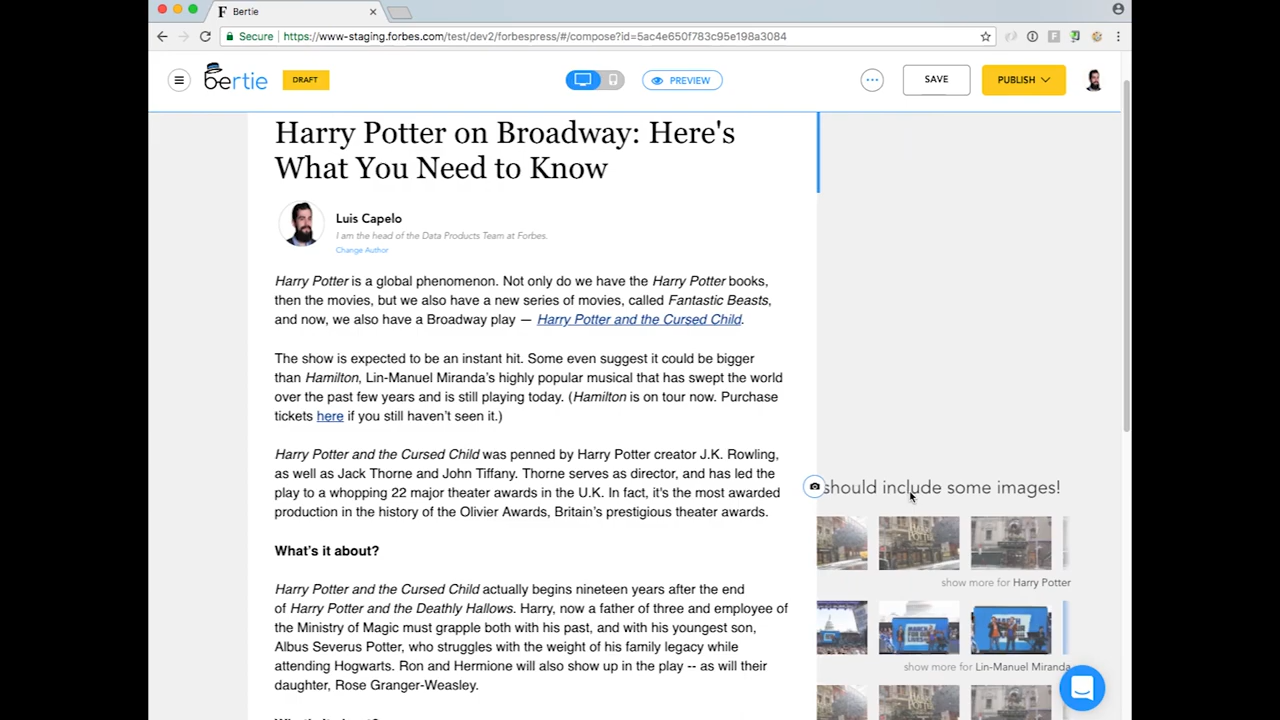 Bertie
Secure https://www-staging.forbes.com/test/dev2/forbespress/#/compose?id=5ac4e650f783c95e198a3084
bertie DRAFT PREVIEW SAVE PUBLISH
Harry Potter on Broadway: Here's
What You Need to Know
Luis Capelo
I am the head of the Data Products Team at Forbes.
Change Author
Harry Potter is a global phenomenon. Not only do we have the Harry Potter books,
then the movies, but we also have a new series of movies, called Fantastic Beasts,
and now, we also have a Broadway play — Harry Potter and the Cursed Child.
The show is expected to be an instant hit. Some even suggest it could be bigger
than Hamilton, Lin-Manuel Miranda's highly popular musical that has swept the world
over the past few years and is still playing today. (Hamilton is on tour now. Purchase
tickets here if you still haven't seen it.)
Harry Potter and the Cursed Child was penned by Harry Potter creator J.K. Rowling,
as well as Jack Thorne and John Tiffany. Thorne serves as director, and has led the
play to a whopping 22 major theater awards in the U.K. In fact, it's the most awarded
production in the history of the Olivier Awards, Britain's prestigious theater awards.
What's it about?
Harry Potter and the Cursed Child actually begins nineteen years after the end
of Harry Potter and the Deathly Hallows. Harry, now a father of three and employee of
the Ministry of Magic must grapple both with his past, and with his youngest son,
Albus Severus Potter, who struggles with the weight of his family legacy while
attending Hogwarts. Ron and Hermione will also show up in the play -- as will their
daughter, Rose Granger-Weasley.
should include some images!
show more for Harry Potter
show more for Lin-Manuel Miranda